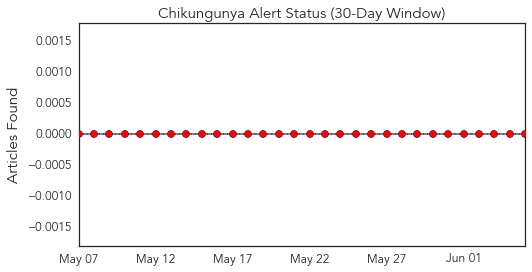 Chikungunya Alert Status (30-Day Window)
Articles Found
0.0015
0.0010
0.0005
0.0000
−0.0005
−0.0010
−0.0015
May 07 May 12 May 17 May 22 May 27 Jun 01